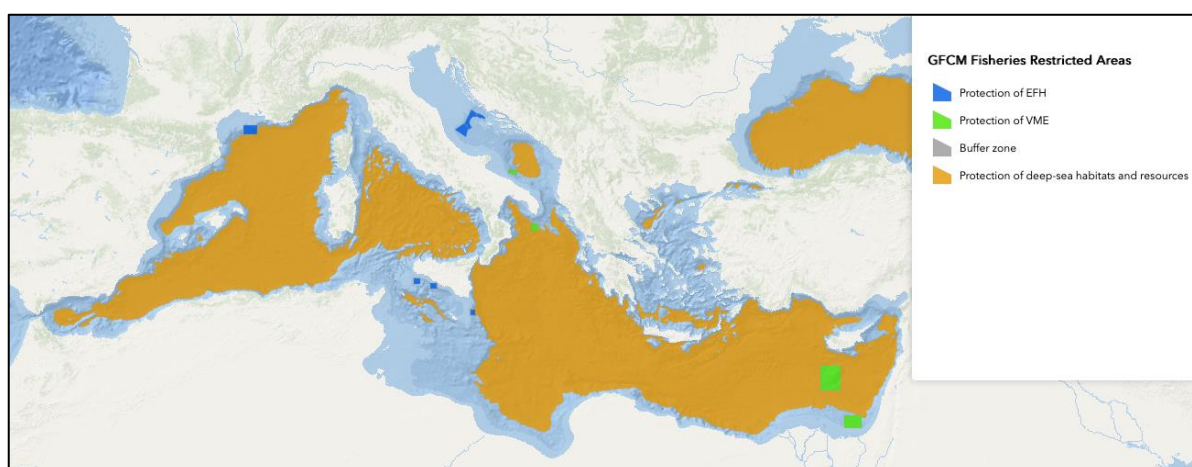 GFCM Fisheries Restricted Areas
Protection of EFH
Protection of VME
Buffer zone
Protection of deep-sea habitats and resources